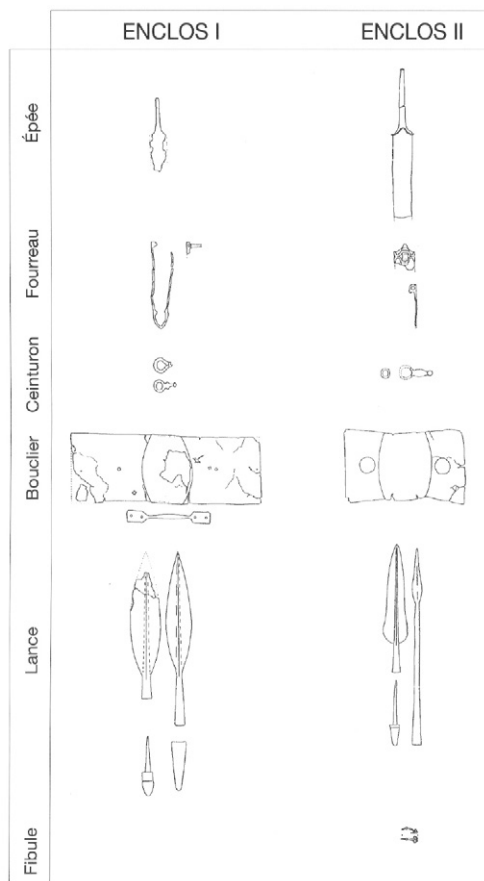 ENCLOS I
ENCLOS II
Épée
Fourreau
Ceinturon
Bouclier
Lance
Fibule